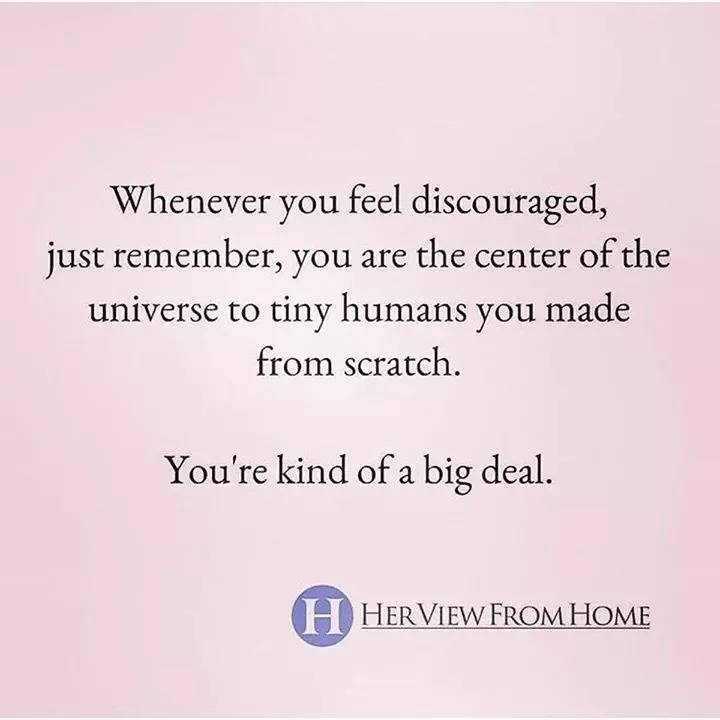 Whenever you feel discouraged,
just remember, you are the center of the
universe to tiny humans you made
from scratch.
You're kind of a big deal.
H HER VIEW FROM HOME